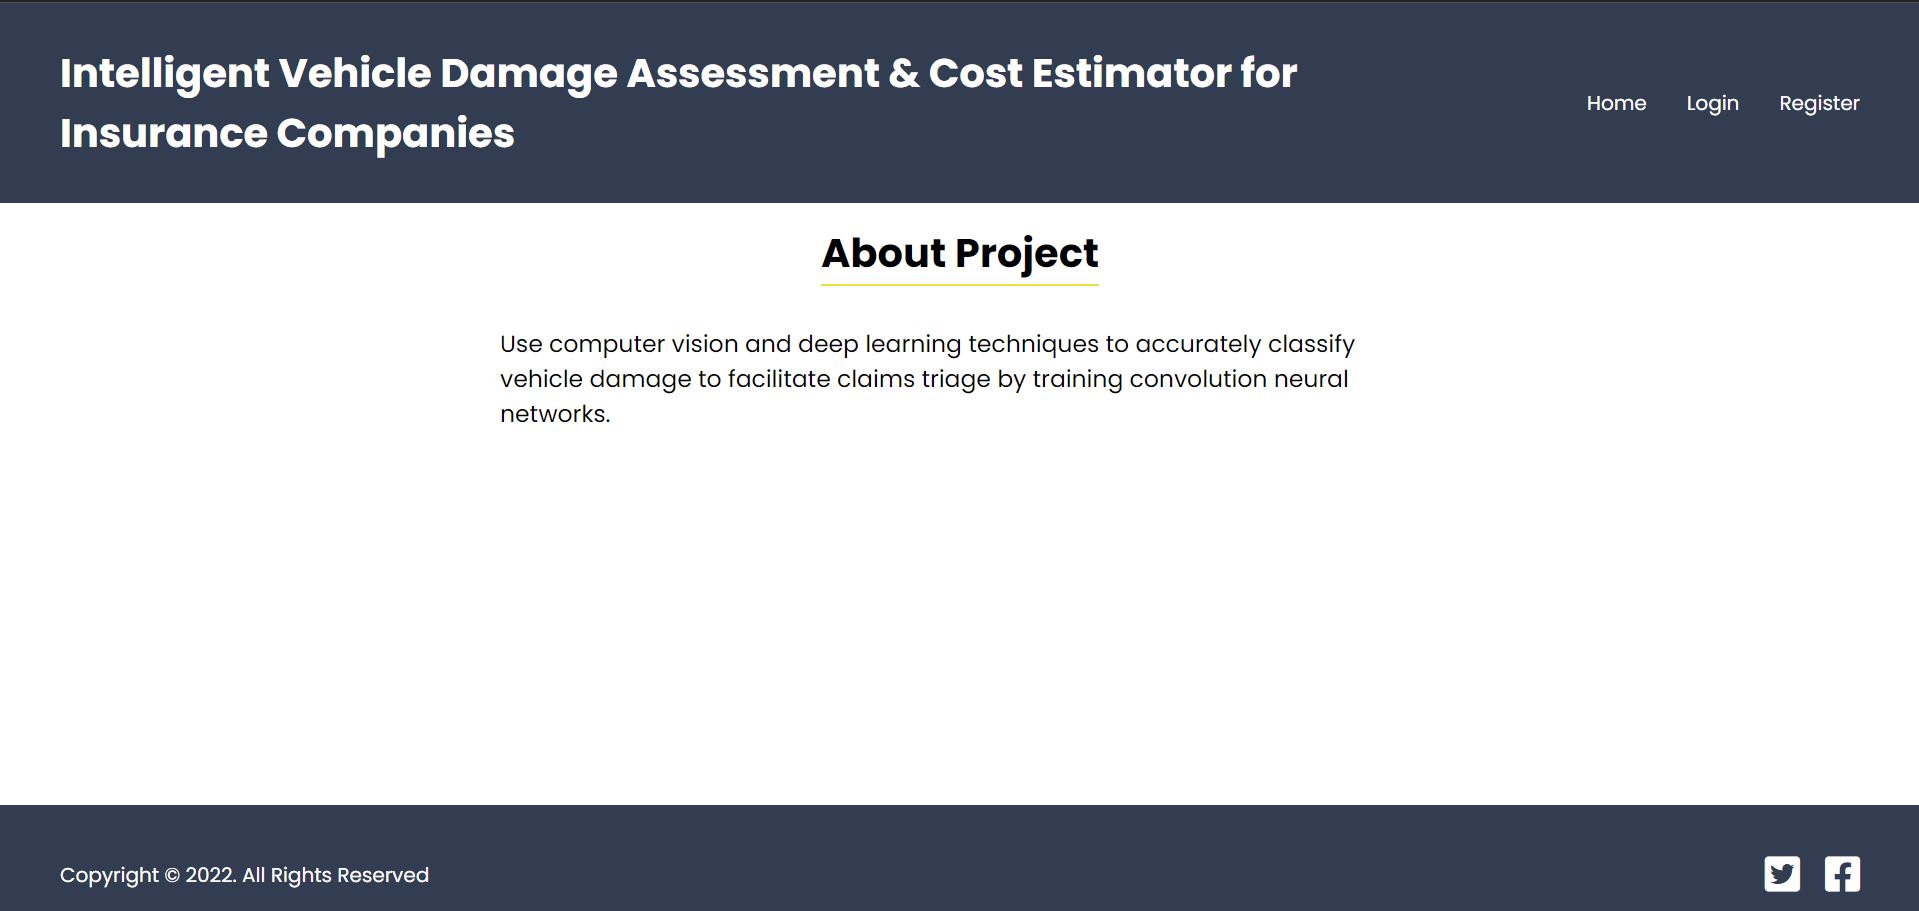 Intelligent Vehicle Damage Assessment & Cost Estimator for
Insurance Companies
Home
Login
Register
About Project
Use computer vision and deep learning techniques to accurately classify
vehicle damage to facilitate claims triage by training convolution neural
networks.
Copyright © 2022. All Rights Reserved